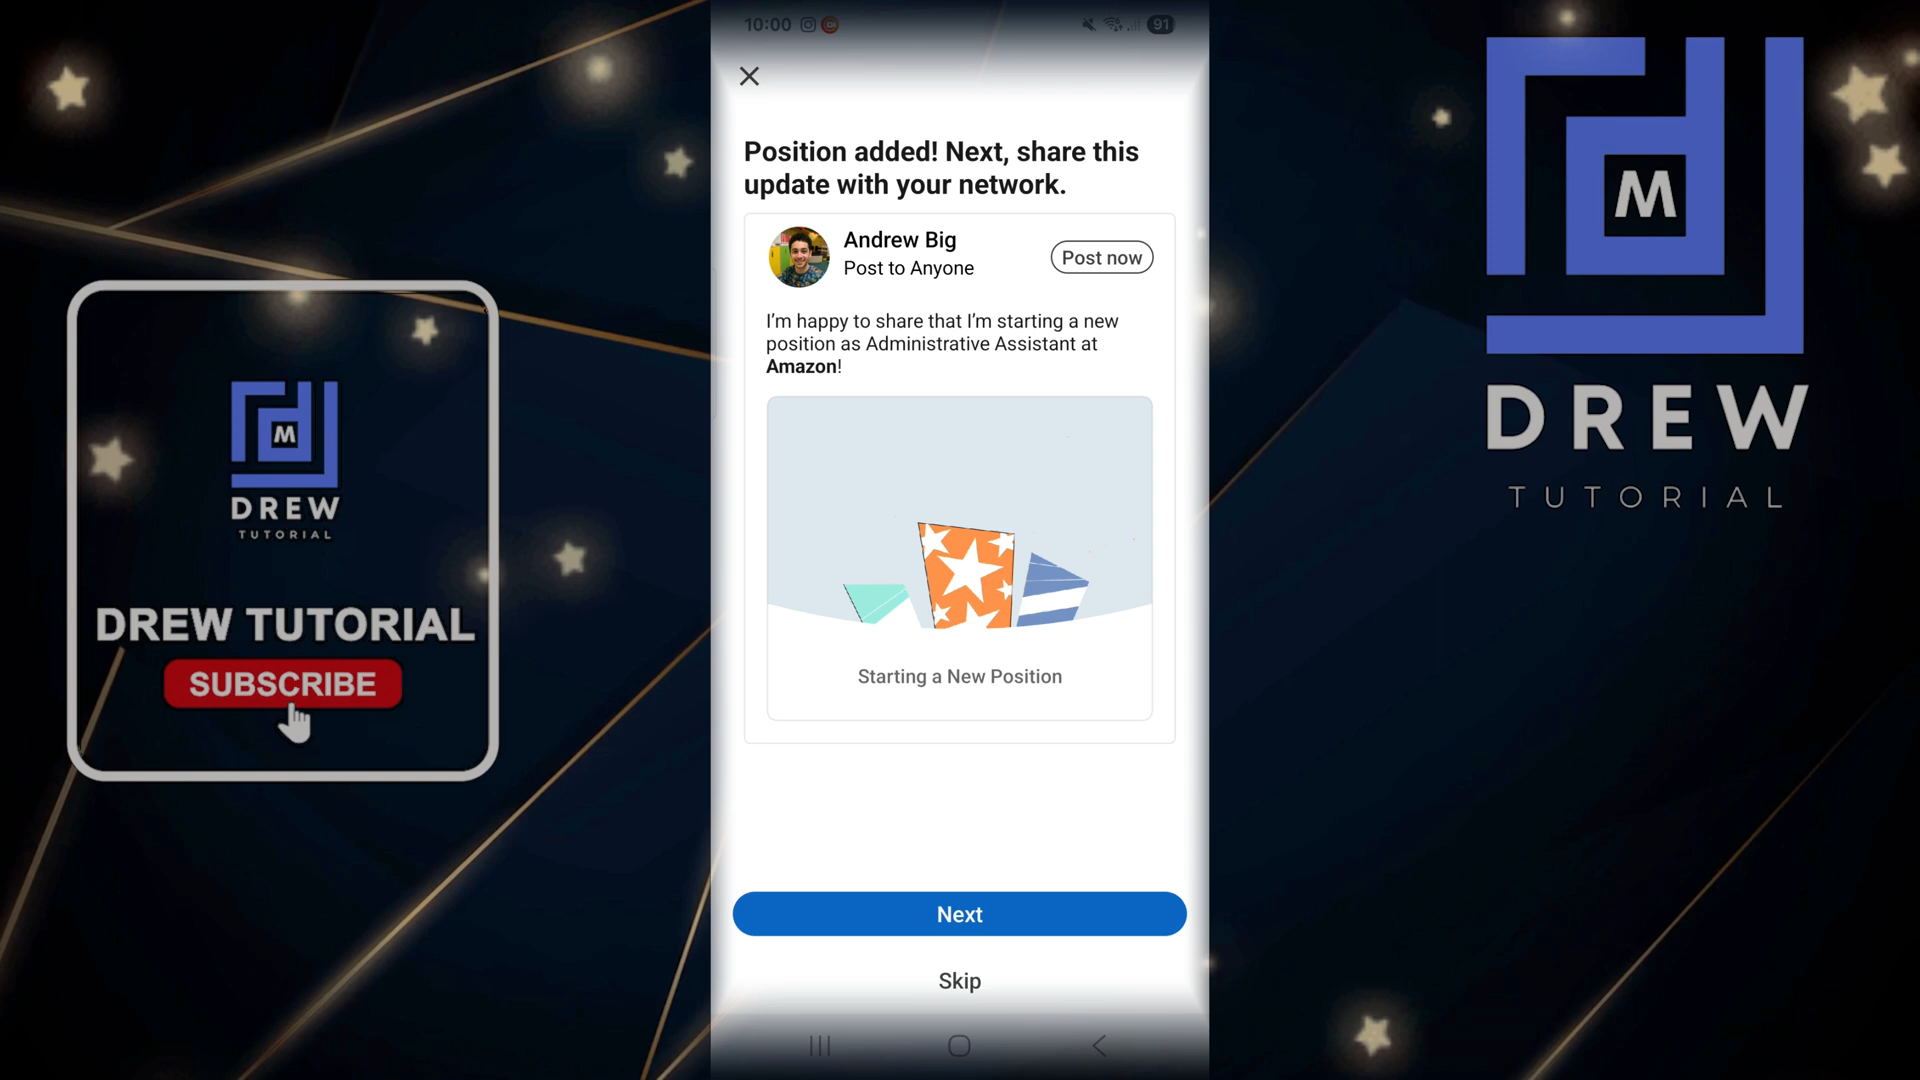 10:00
91
Position added! Next, share this
update with your network.
Andrew Big
Post to Anyone
Post now
I'm happy to share that I'm starting a new
position as Administrative Assistant at
Amazon!
Starting a New Position
Next
Skip
M
DREW
TUTORIAL
DREW TUTORIAL
SUBSCRIBE
M
DREW
TUTORIAL